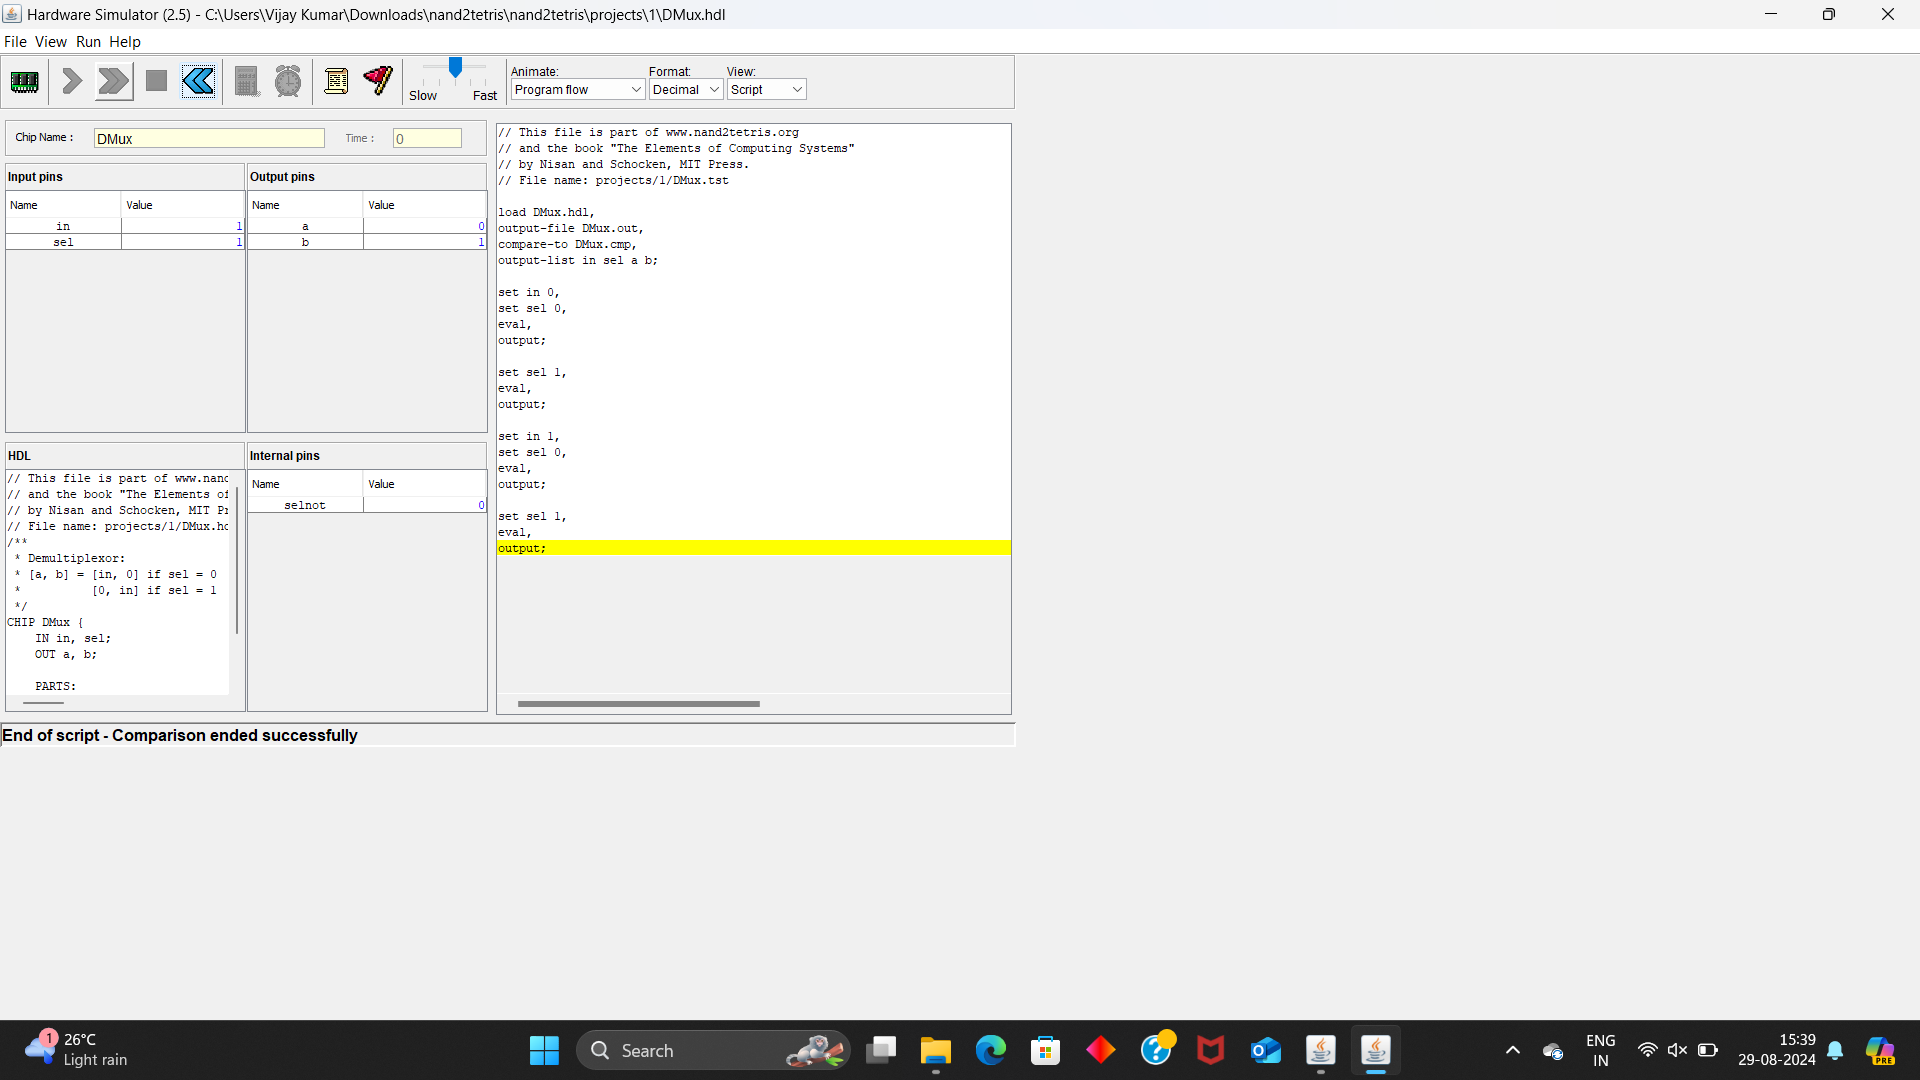 Hardware Simulator (2.5) - C:\Users\Vijay Kumar\Downloads\nand2tetris\nand2tetris\projects\1\DMux.hdl
File View Run Help
Slow Fast
Animate: Format: View:
Program flow Decimal Script
Chip Name : DMux Time : 0
Input pins
Name Value
in 1
sel 1
Output pins
Name Value
a 0
b 1
HDL
// This file is part of www.nand
// and the book "The Elements of
// by Nisan and Schocken, MIT Pr
// File name: projects/1/DMux.hd
/**
* Demultiplexor:
* [a, b] = [in, 0] if sel = 0
* [0, in] if sel = 1
*/
CHIP DMux {
IN in, sel;
OUT a, b;
PARTS:
Internal pins
Name Value
selnot 0
// This file is part of www.nand2tetris.org
// and the book "The Elements of Computing Systems"
// by Nisan and Schocken, MIT Press.
// File name: projects/1/DMux.tst
load DMux.hdl,
output-file DMux.out,
compare-to DMux.cmp,
output-list in sel a b;
set in 0,
set sel 0,
eval,
output;
set sel 1,
eval,
output;
set in 1,
set sel 0,
eval,
output;
set sel 1,
eval,
output;
End of script - Comparison ended successfully
1
26°C
Light rain
Search
ENG
IN
15:39
29-08-2024
PRE